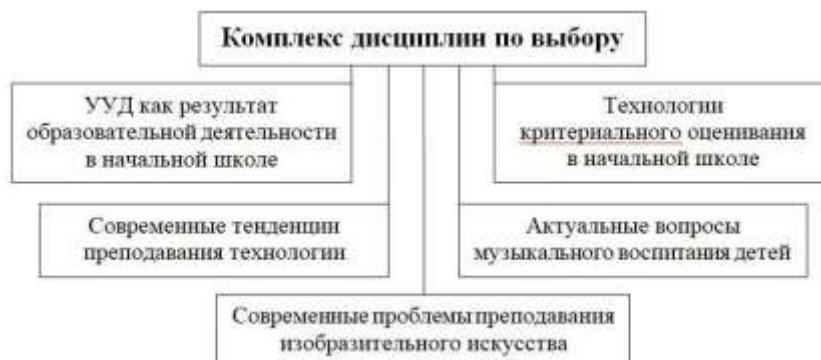 Комплекс дисциплин по выбору
УУД как результат
образовательной деятельности
в начальной школе
Технологии
критериального оценивания
в начальной школе
Современные тенденции
преподавания технологии
Актуальные вопросы
музыкального воспитания детей
Современные проблемы преподавания
изобразительного искусства